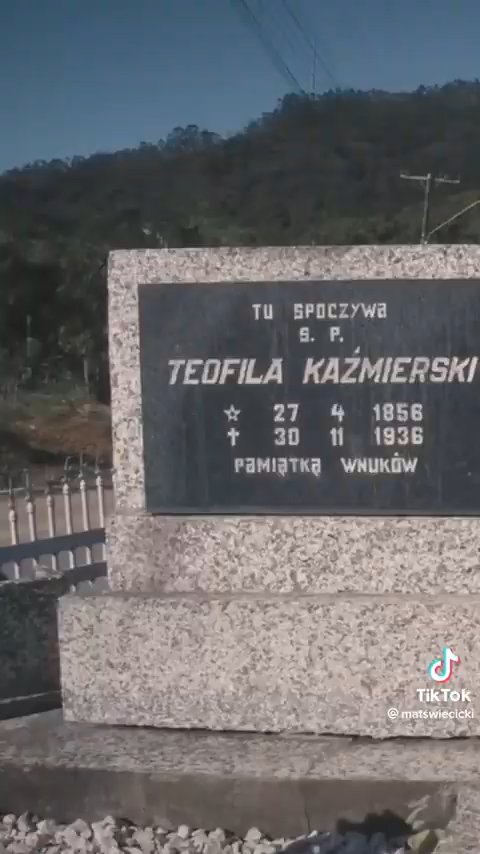 TU SPOCZYWA
S. P.
TEOFILA KAŹMIERSKI
☆ 27 4 1856
✝ 30 11 1936
PAMIĄTKĄ WNUKÓW
TikTok
@matswiecicki